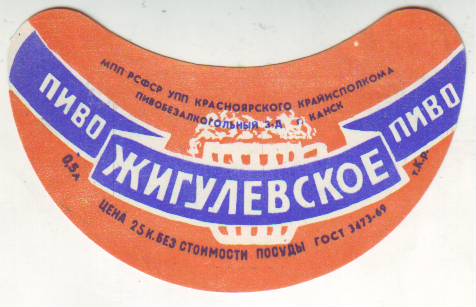 МПП РСФСР УПП КРАСНОЯРСКОГО КРАЙИСПОЛКОМА
ПИВОБЕЗАЛКОГОЛЬНЫЙ З-Д Г. КАНСК
ПИВО ЖИГУЛЕВСКОЕ ПИВО
0,5 л. т.К.р.
ЦЕНА 25 К. БЕЗ СТОИМОСТИ ПОСУДЫ ГОСТ 3473-69